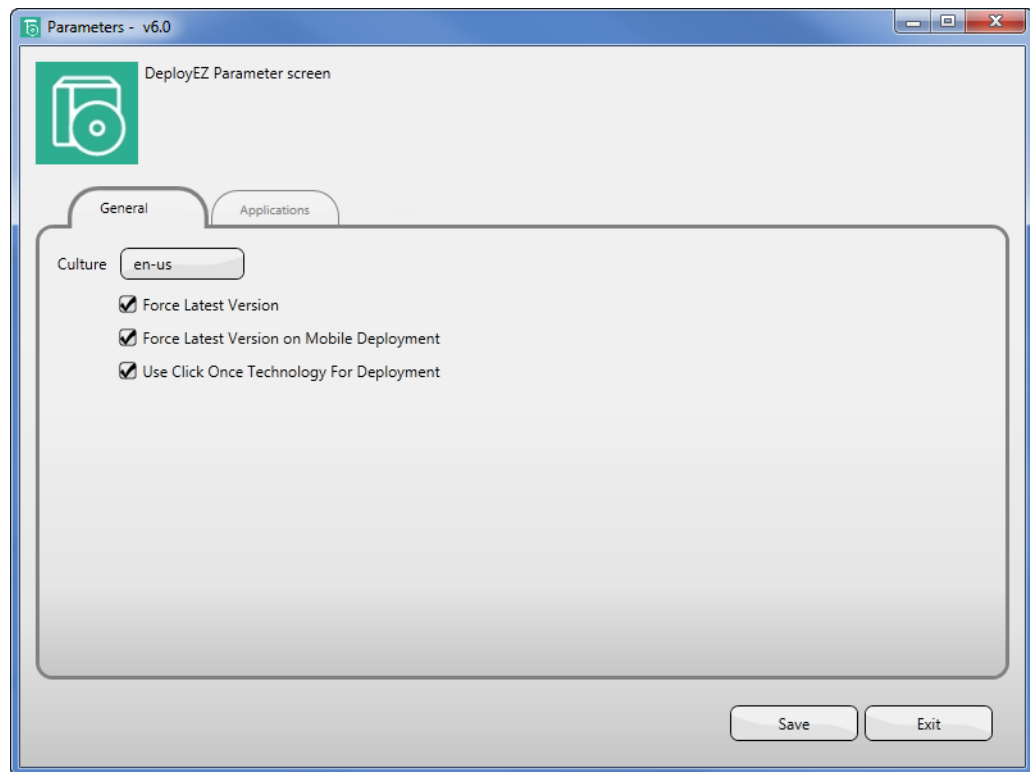 Parameters - v6.0
DeployEZ Parameter screen
General
Applications
Culture en-us
Force Latest Version
Force Latest Version on Mobile Deployment
Use Click Once Technology For Deployment
Save Exit